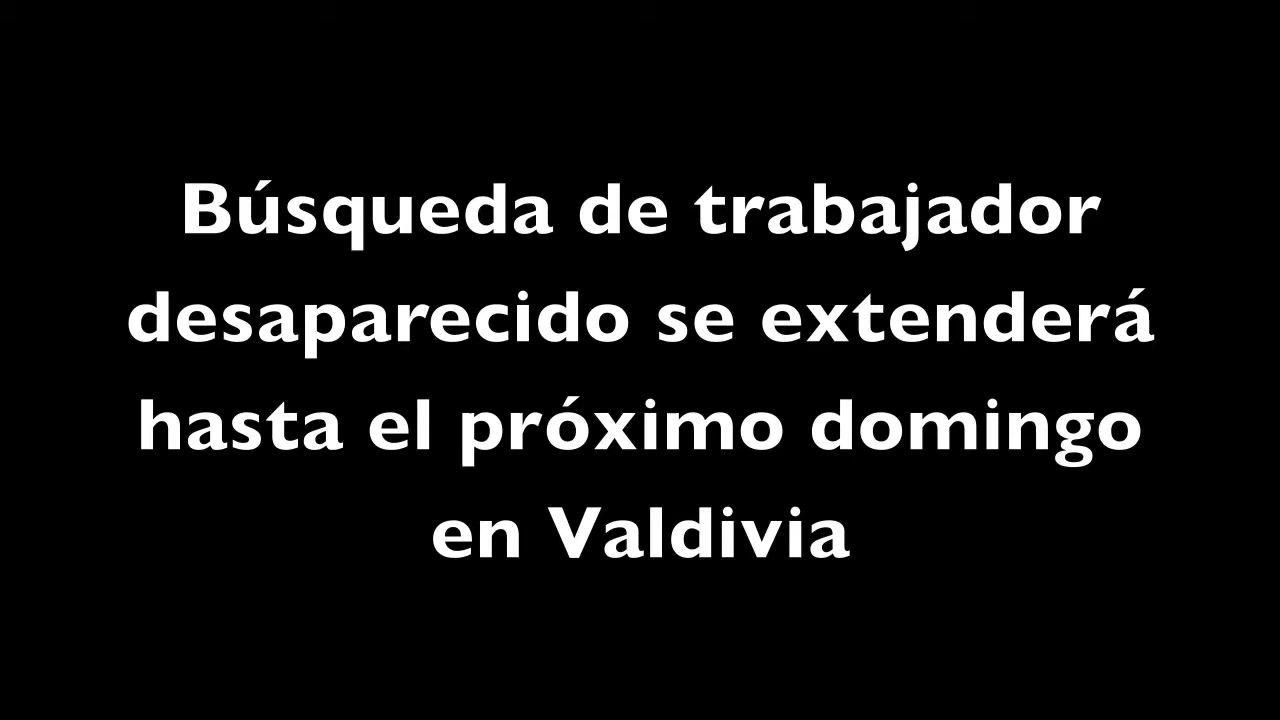 Búsqueda de trabajador
desaparecido se extenderá
hasta el próximo domingo
en Valdivia